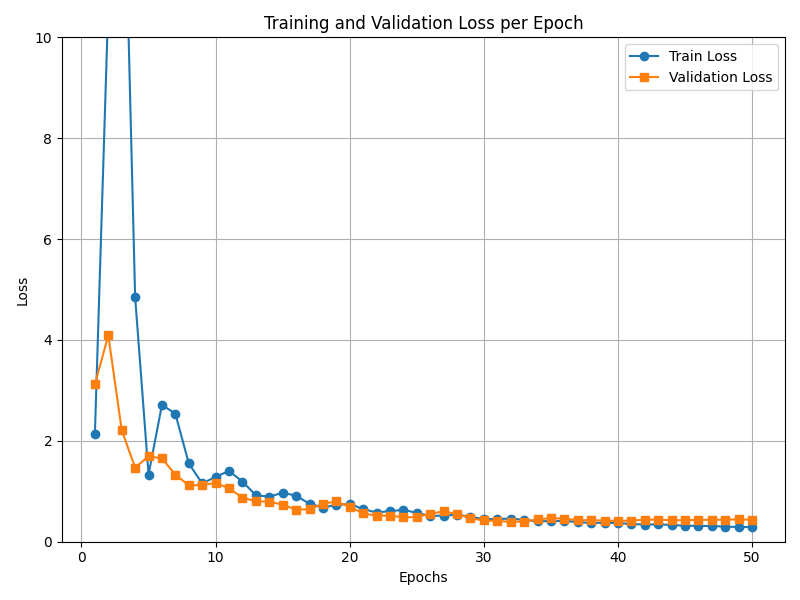 Training and Validation Loss per Epoch
Train Loss
Validation Loss
10
8
6
4
2
0
Loss
0 10 20 30 40 50
Epochs